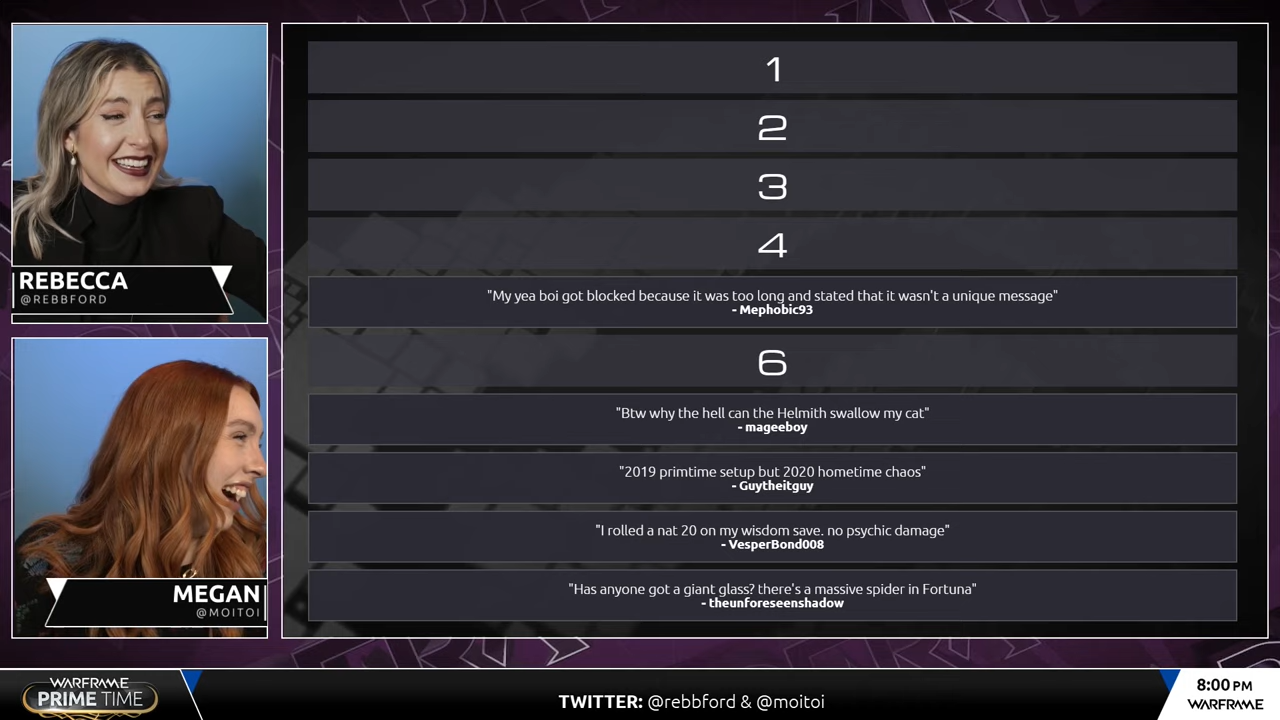 REBECCA
@REBBFORD
MEGAN
@MOITOI
1
2
3
4
"My yea boi got blocked because it was too long and stated that it wasn't a unique message"
- Mephobic93
6
"Btw why the hell can the Helmith swallow my cat"
- mageeboy
"2019 primtime setup but 2020 hometime chaos"
- Guytheitguy
"I rolled a nat 20 on my wisdom save. no psychic damage"
- VesperBond008
"Has anyone got a giant glass? there's a massive spider in Fortuna"
- theunforeseenshadow
WARFRAME
PRIME TIME
TWITTER: @rebbford & @moitoi
8:00 PM
WARFRAME